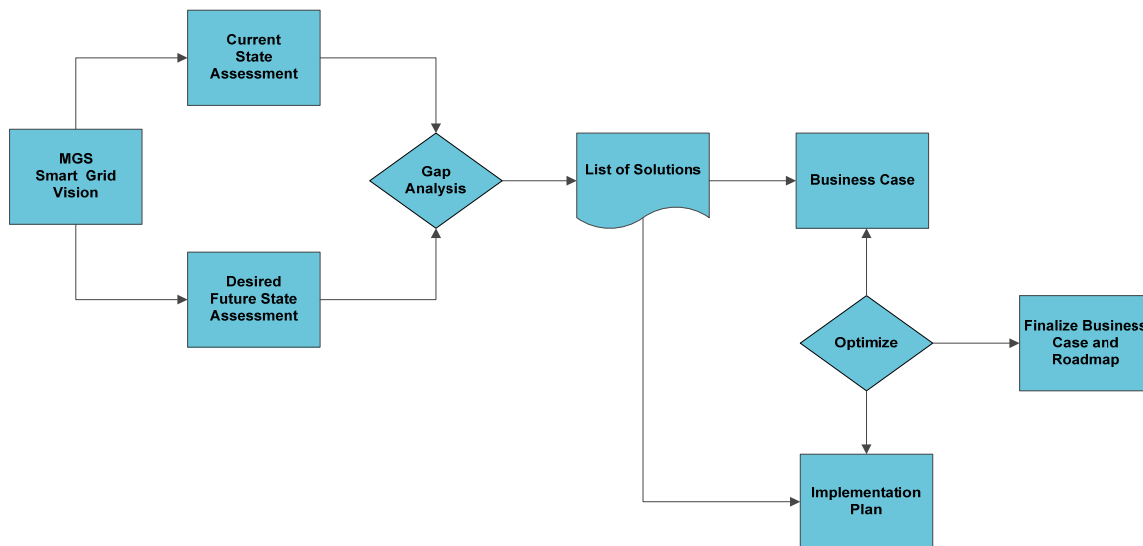 Current
State
Assessment
MGS
Smart Grid
Vision
Desired
Future State
Assessment
Gap
Analysis
List of Solutions
Business Case
Optimize
Finalize Business
Case and
Roadmap
Implementation
Plan